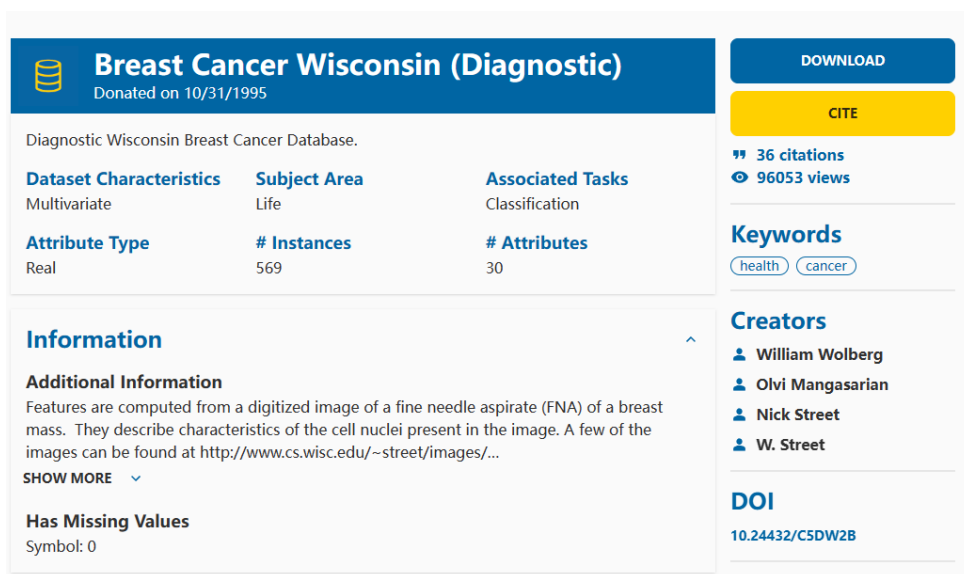 Breast Cancer Wisconsin (Diagnostic)
Donated on 10/31/1995
Diagnostic Wisconsin Breast Cancer Database.
Dataset Characteristics
Multivariate
Subject Area
Life
Associated Tasks
Classification
Attribute Type
Real
# Instances
569
# Attributes
30
Information
Additional Information
Features are computed from a digitized image of a fine needle aspirate (FNA) of a breast
mass.  They describe characteristics of the cell nuclei present in the image. A few of the
images can be found at http://www.cs.wisc.edu/~street/images/...
SHOW MORE
Has Missing Values
Symbol: 0
DOWNLOAD
CITE
36 citations
96053 views
Keywords
health
cancer
Creators
William Wolberg
Olvi Mangasarian
Nick Street
W. Street
DOI
10.24432/C5DW2B